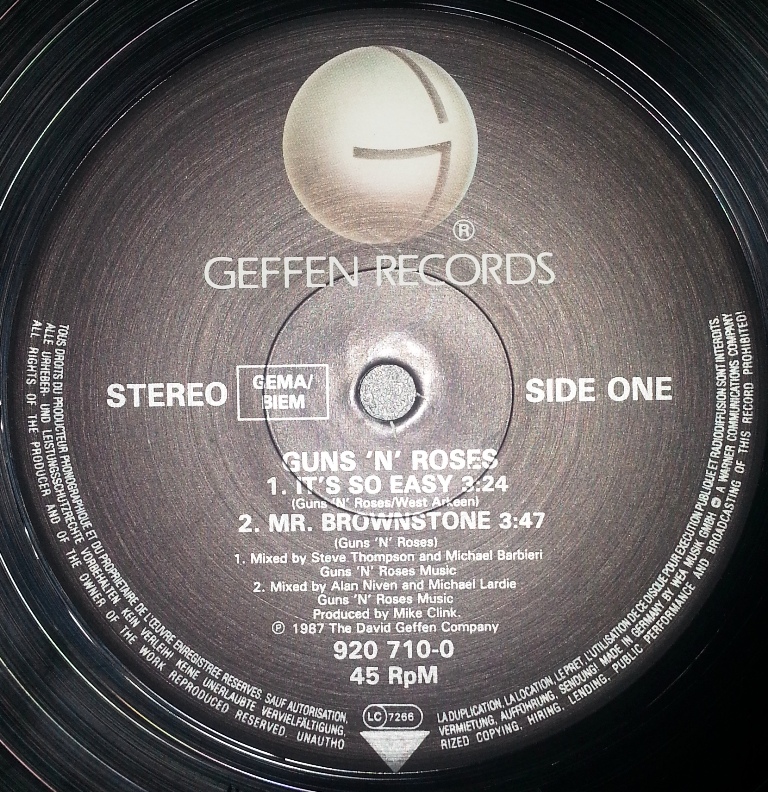 ®
GEFFEN RECORDS
STEREO
GEMA/
BIEM
SIDE ONE
GUNS 'N' ROSES
1. IT'S SO EASY 3:24
(Guns 'N' Roses/West Arkeen)
2. MR. BROWNSTONE 3:47
(Guns 'N' Roses)
1. Mixed by Steve Thompson and Michael Barbieri
Guns 'N' Roses Music
2. Mixed by Alan Niven and Michael Lardie
Guns 'N' Roses Music
Produced by Mike Clink.
℗ 1987 The David Geffen Company
920 710-0
45 RpM
LC 7266
TOUS DROITS DU PRODUCTEUR PHONOGRAPHIQUE ET DU PROPRIETAIRE DE L'ŒUVRE ENREGISTREE RESERVES. SAUF AUTORISATION,
LA DUPLICATION, LA LOCATION, LE PRET, L'UTILISATION DE CE DISQUE POUR EXECUTION PUBLIQUE ET RADIODIFFUSION SONT INTERDITS.
ALLE URHEBER- UND LEISTUNGSSCHUTZRECHTE VORBEHALTEN. KEIN VERLEIH! KEINE UNERLAUBTE VERVIELFÄLTIGUNG,
VERMIETUNG, AUFFÜHRUNG, SENDUNG! MADE IN GERMANY BY WEA MUSIK GMBH A WARNER COMMUNICATIONS COMPANY
ALL RIGHTS OF THE PRODUCER AND OF THE OWNER OF THE WORK REPRODUCED RESERVED. UNAUTHO
RIZED COPYING, HIRING, LENDING, PUBLIC PERFORMANCE AND BROADCASTING OF THIS RECORD PROHIBITED!